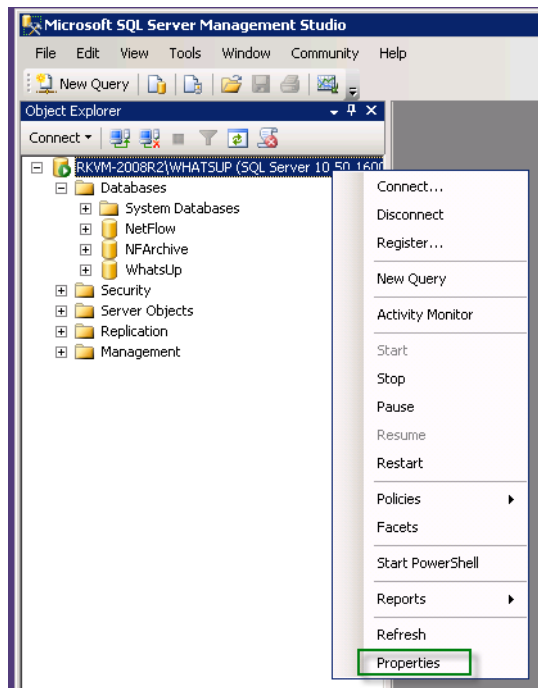 Microsoft SQL Server Management Studio
File Edit View Tools Window Community Help
New Query
Object Explorer
Connect
RKVM-2008R2\WHATSUP (SQL Server 10.50.1600
Databases
System Databases
NetFlow
NFArchive
WhatsUp
Security
Server Objects
Replication
Management
Connect...
Disconnect
Register...
New Query
Activity Monitor
Start
Stop
Pause
Resume
Restart
Policies
Facets
Start PowerShell
Reports
Refresh
Properties